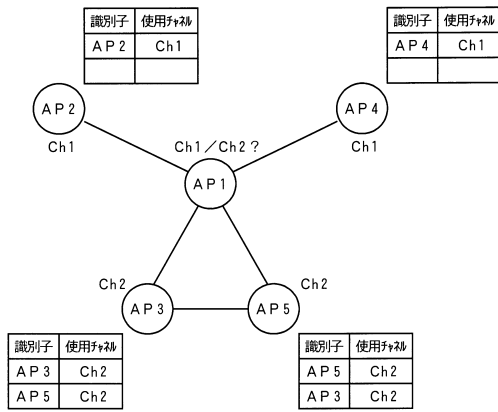 識別子 使用ﾁｬﾈﾙ
AP2 Ch1
識別子 使用ﾁｬﾈﾙ
AP4 Ch1
AP2
Ch1
AP4
Ch1
Ch1／Ch2？
AP1
Ch2
AP3
Ch2
AP5
識別子 使用ﾁｬﾈﾙ
AP3 Ch2
AP5 Ch2
識別子 使用ﾁｬﾈﾙ
AP5 Ch2
AP3 Ch2